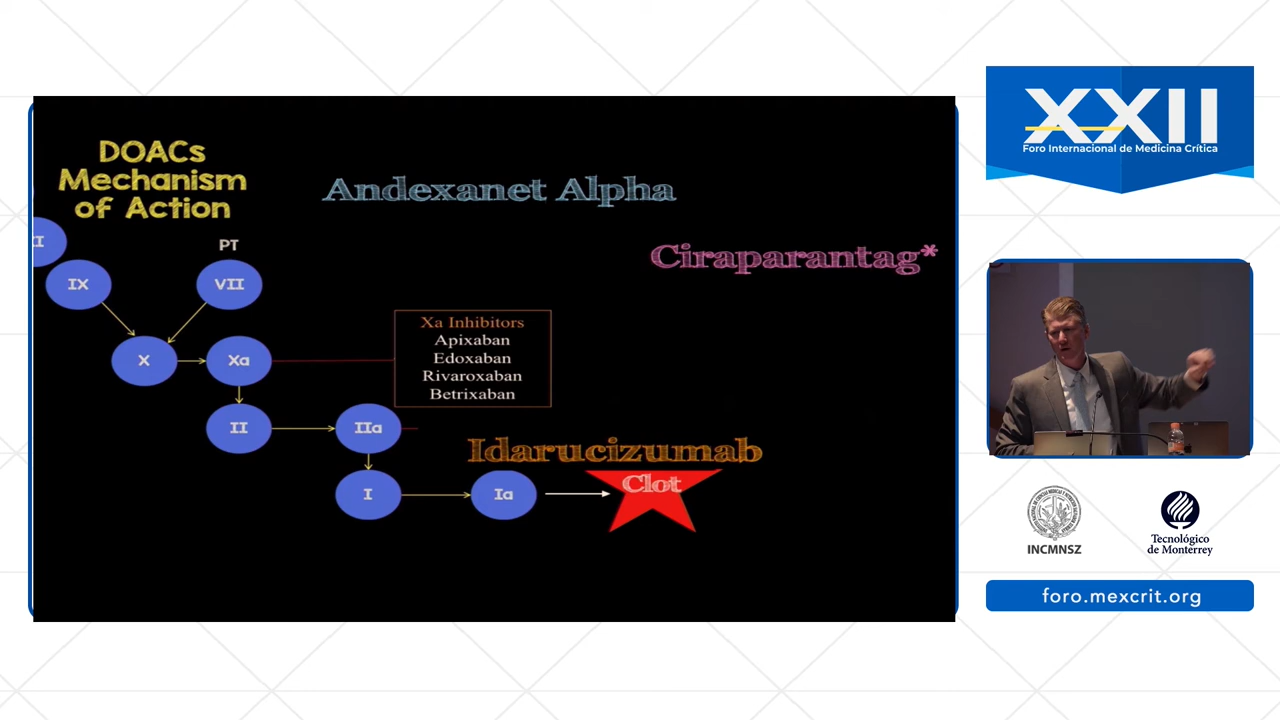 DOACs
Mechanism
of Action
Andexanet Alpha
Ciraparantag*
PT
IX
VII
X
Xa
II
IIa
I
Ia
Xa Inhibitors
Apixaban
Edoxaban
Rivaroxaban
Betrixaban
Idarucizumab
Clot
XXII
Foro Internacional de Medicina Crítica
INCMNSZ
Tecnológico
de Monterrey
foro.mexcrit.org